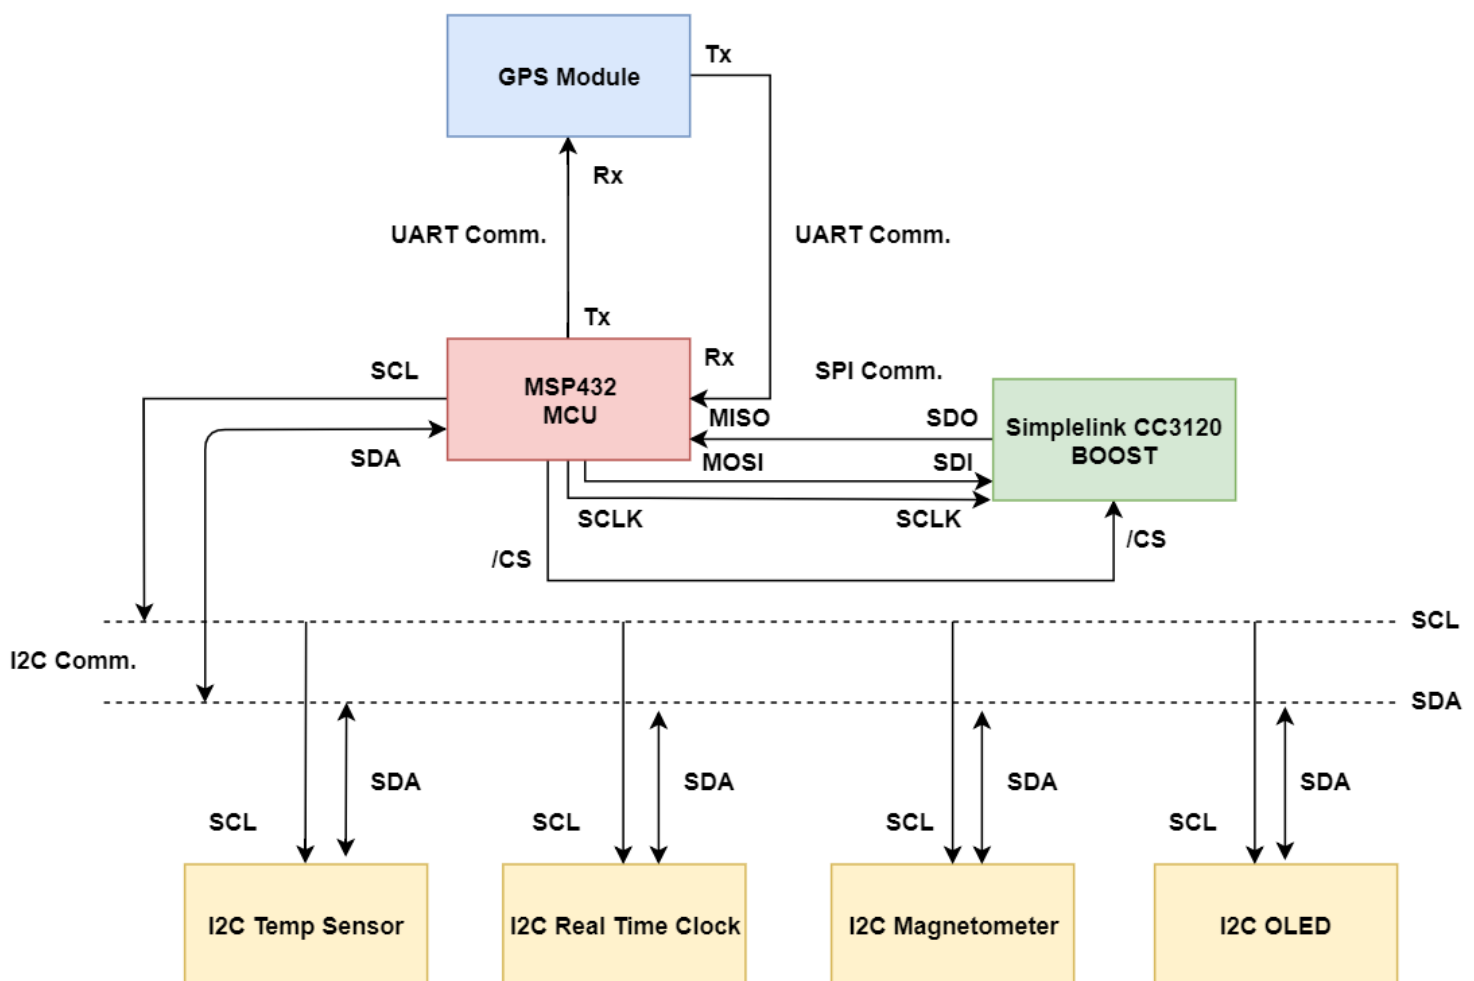 Tx
GPS Module
Rx
UART Comm.
UART Comm.
Tx
Rx
SCL
SPI Comm.
MSP432
MCU
MISO
SDO
Simplelink CC3120
BOOST
SDA
MOSI
SDI
SCLK
SCLK
/CS
/CS
SCL
I2C Comm.
SDA
SDA
SDA
SDA
SDA
SCL
SCL
SCL
SCL
I2C Temp Sensor
I2C Real Time Clock
I2C Magnetometer
I2C OLED